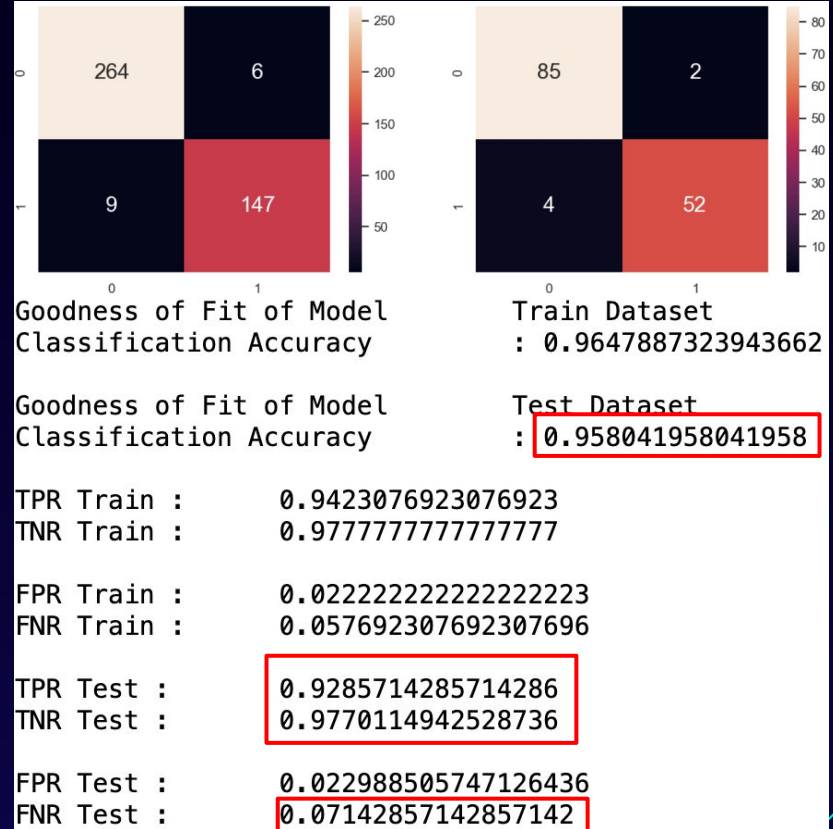 250
200
150
100
50
0
1
264 6
9 147
0 1
80
70
60
50
40
30
20
10
0
1
85 2
4 52
0 1
Goodness of Fit of Model Train Dataset
Classification Accuracy : 0.9647887323943662
Goodness of Fit of Model Test Dataset
Classification Accuracy : 0.958041958041958
TPR Train : 0.9423076923076923
TNR Train : 0.9777777777777777
FPR Train : 0.022222222222222223
FNR Train : 0.057692307692307696
TPR Test : 0.9285714285714286
TNR Test : 0.9770114942528736
FPR Test : 0.022988505747126436
FNR Test : 0.07142857142857142